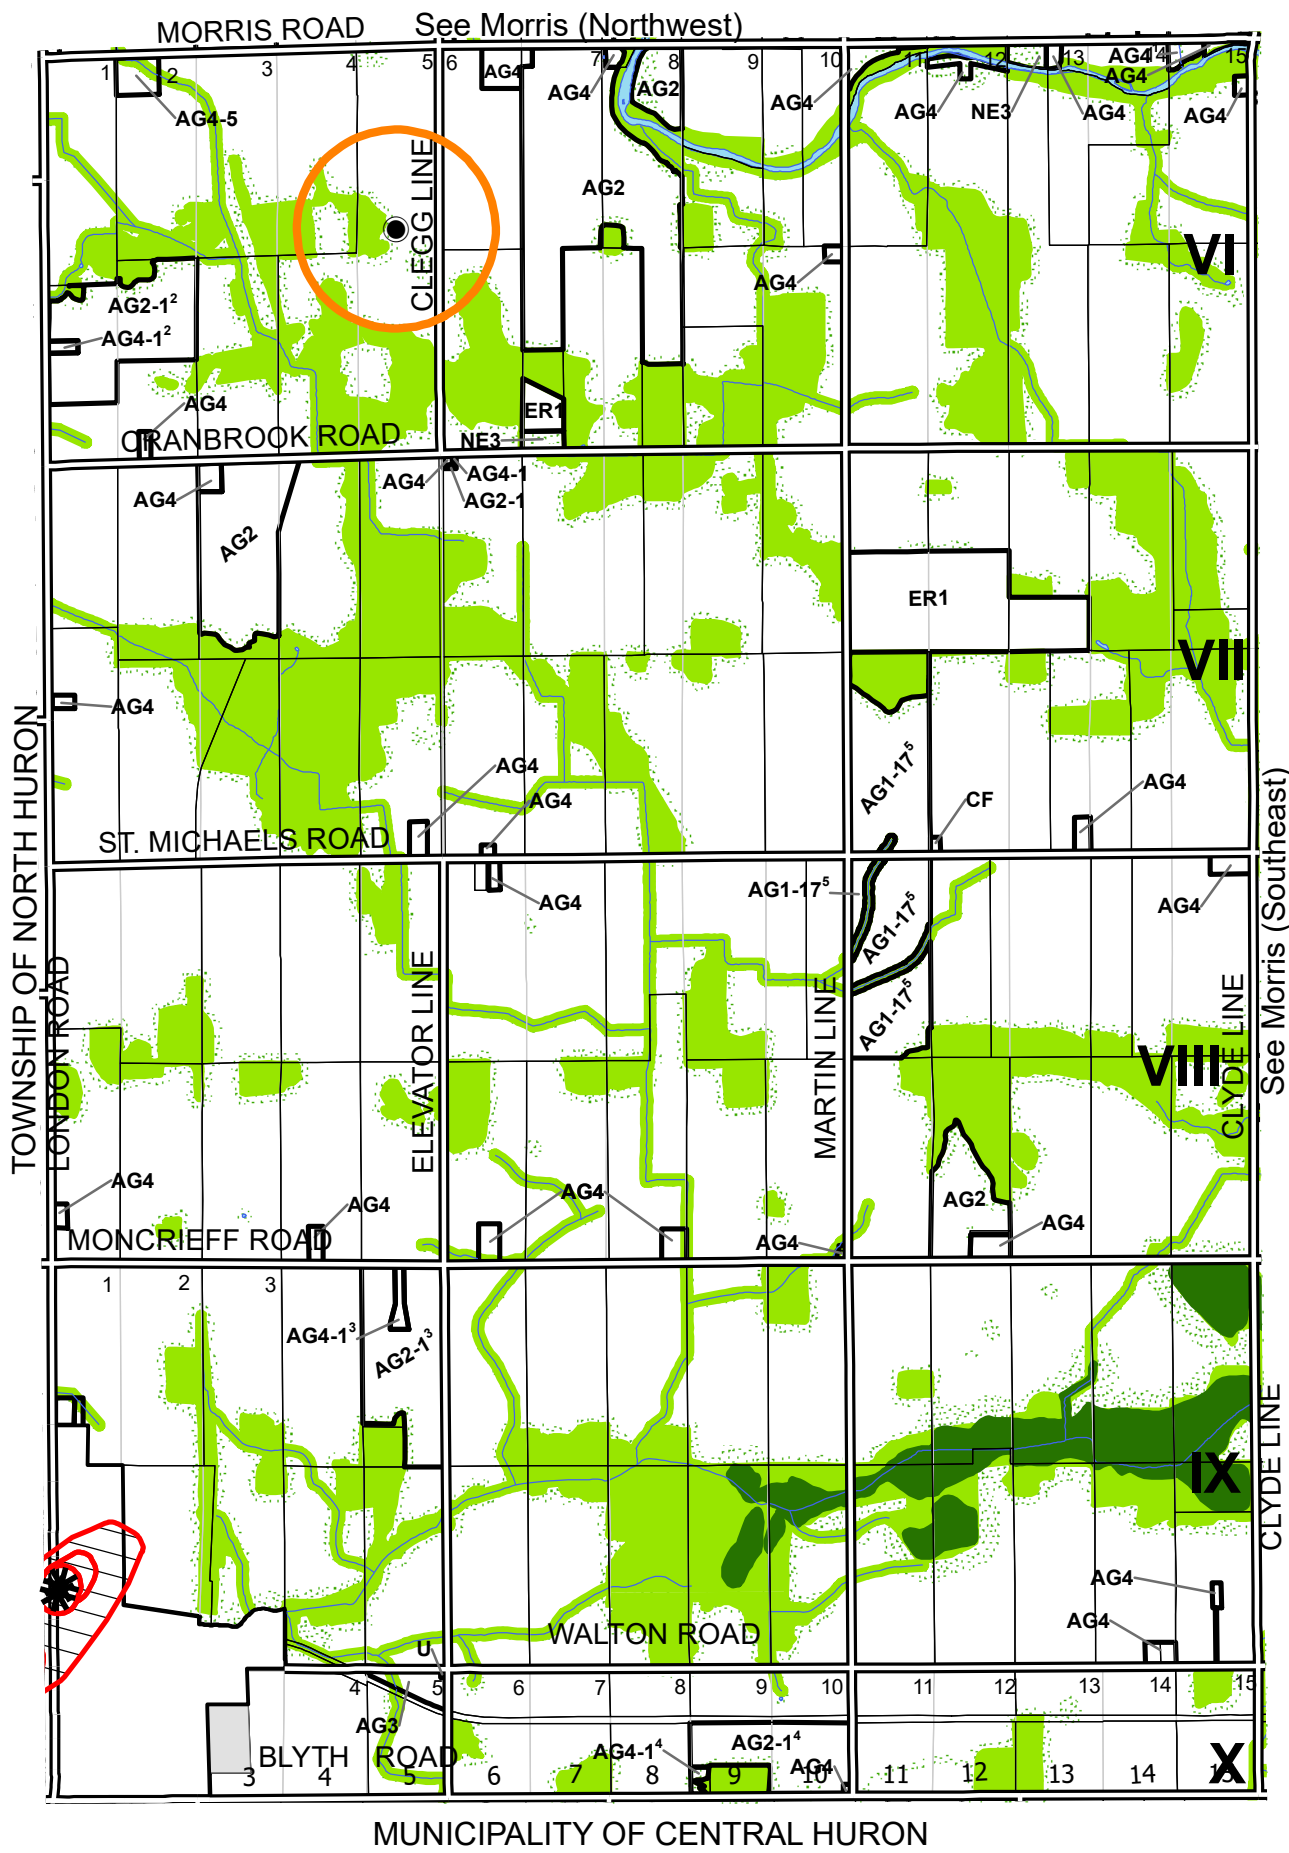 MORRIS ROAD
See Morris (Northwest)
1
2
3
4
5
6
7
8
9
10
11
12
13
14
15
AG4-5
AG4
AG4
AG2
AG4
AG4
NE3
AG4
AG4
AG4
AG4
CLEGG LINE
AG2
VI
AG4
AG2-1²
AG4-1²
AG4
CRANBROOK ROAD
ER1
NE3
AG4
AG4-1
AG2-1
AG4
AG2
ER1
VII
AG4
AG1-17⁵
AG4
AG4
CF
AG4
ST. MICHAELS ROAD
TOWNSHIP OF NORTH HURON
LONDON ROAD
AG4
AG1-17⁵
AG1-17⁵
AG1-17⁵
AG4
ELEVATOR LINE
MARTIN LINE
CLYDE LINE
See Morris (Southeast)
VIII
AG4
AG4
AG4
AG4
AG2
AG4
MONCRIEFF ROAD
1
2
3
AG4-1³
AG2-1³
CLYDE LINE
IX
AG4
AG4
WALTON ROAD
U
4
5
6
7
8
9
10
11
12
13
14
15
AG3
BLYTH ROAD
AG4-1⁴
AG2-1⁴
AG4
X
3
4
5
6
7
8
9
10
11
12
13
14
15
MUNICIPALITY OF CENTRAL HURON